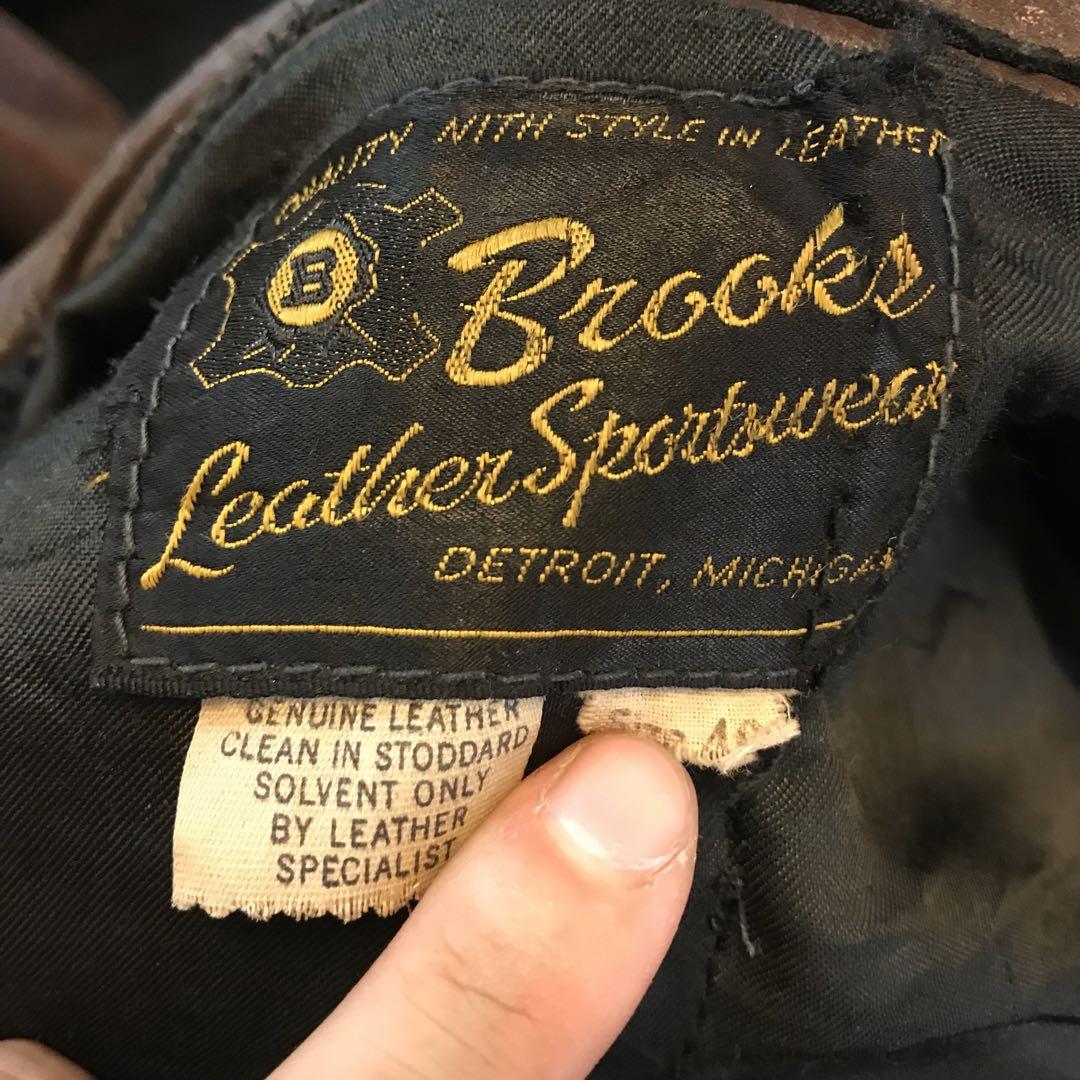 QUALITY WITH STYLE IN LEATHER
B
Brooks
Leather Sportswear
DETROIT, MICHIGAN
GENUINE LEATHER
CLEAN IN STODDARD
SOLVENT ONLY
BY LEATHER
SPECIALIST